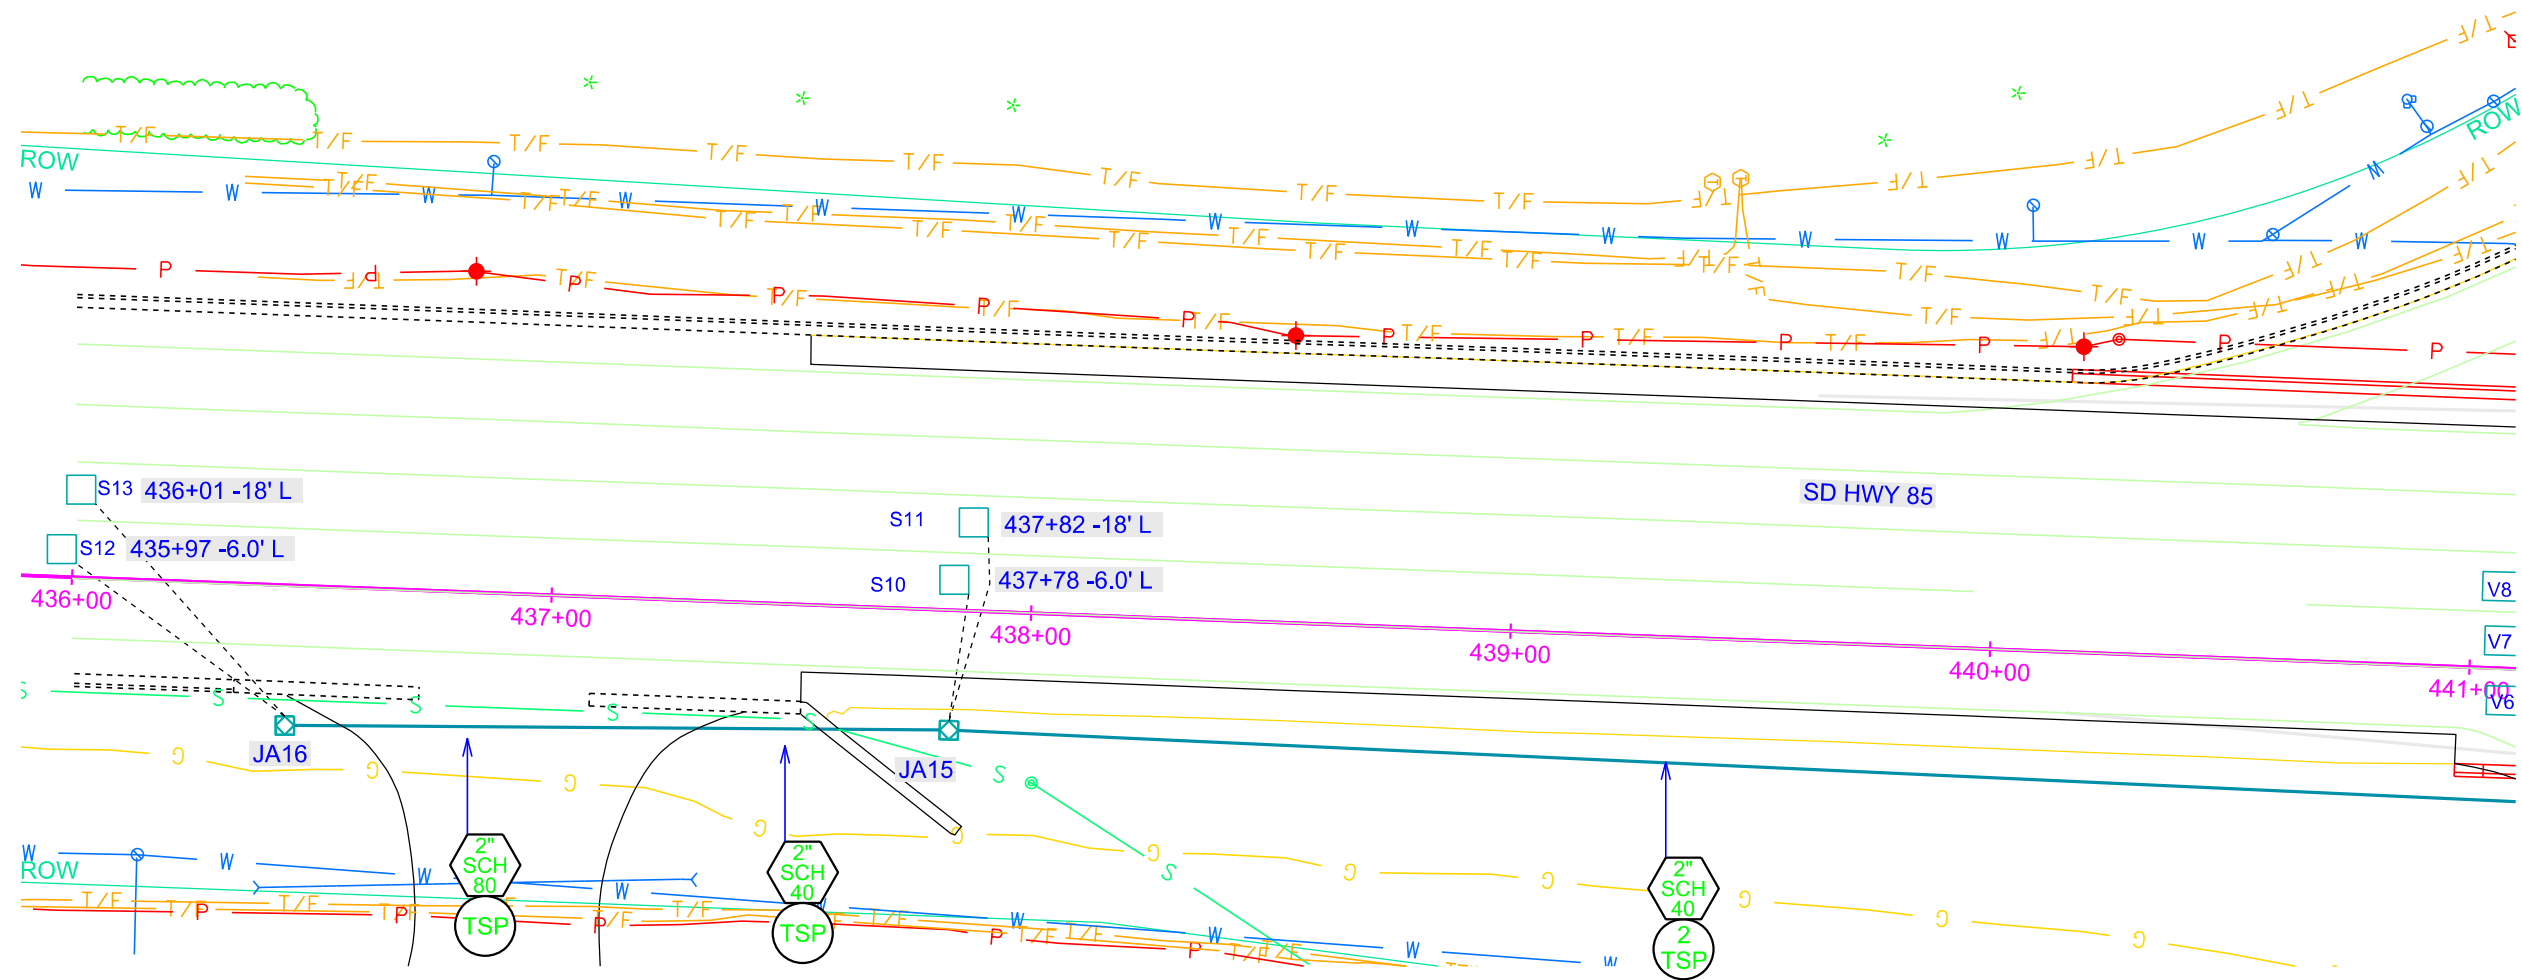 T/F T/F T/F T/F T/F T/F T/F T/F T/F T/F T/F T/F T/F
ROW
ROW
W W W W W W W W W W W W W
T/F T/F T/F T/F T/F T/F T/F T/F T/F
T/F T/F T/F T/F T/F T/F T/F T/F T/F T/F
P P P P P P P P P P P P
T/F T/F T/F T/F T/F T/F T/F T/F T/F T/F T/F T/F T/F
S13 436+01 -18' L
SD HWY 85
S11 437+82 -18' L
S12 435+97 -6.0' L
S10 437+78 -6.0' L
V8
436+00
437+00
438+00
439+00
440+00
441+00
V7
V6
S S S S S S S
JA16
JA15
G G G G G G G G G G
2"
SCH
80
TSP
2"
SCH
40
TSP
2"
SCH
40
2
TSP
W W W W W W W W
ROW
T/F T/F T/F T/F T/F T/F T/F T/F T/F T/F
P P P P P